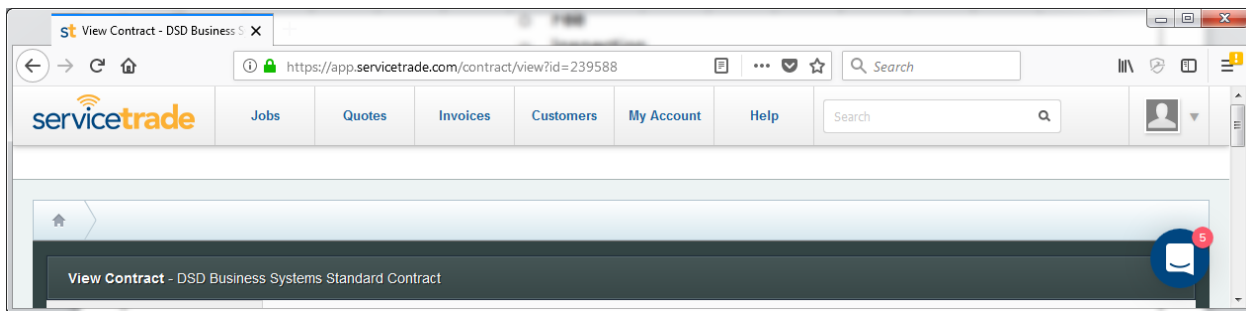 st View Contract - DSD Business S
https://app.servicetrade.com/contract/view?id=239588
Search
servicetrade
Jobs
Quotes
Invoices
Customers
My Account
Help
Search
5
View Contract - DSD Business Systems Standard Contract